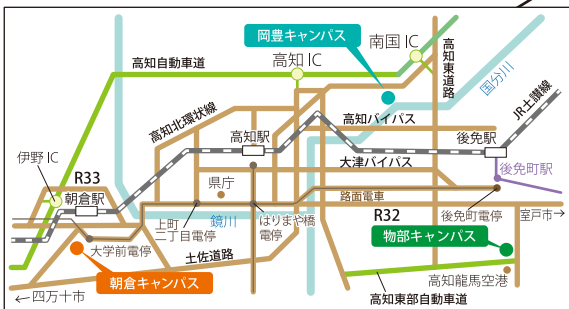 岡豊キャンパス
南国 IC
高知自動車道
高知 IC
高知東道路
国分川
JR土讃線
高知北環状線
高知バイパス
高知駅
後免駅
伊野 IC
大津バイパス
後免町駅
R33
県庁
朝倉駅
路面電車
上町
二丁目電停
鏡川
はりまや橋
電停
R32
後免町電停
室戸市→
大学前電停
土佐道路
物部キャンパス
朝倉キャンパス
高知龍馬空港
←四万十市
高知東部自動車道